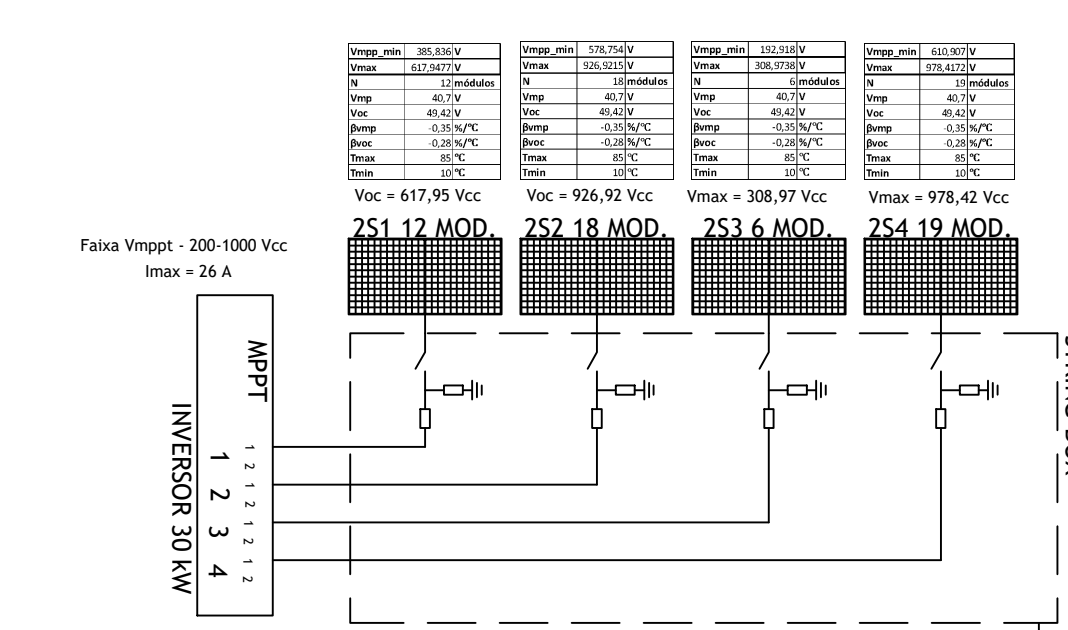 Vmpp_min 385,836 V
Vmax 617,9477 V
N 12 módulos
Vmp 40,7 V
Voc 49,42 V
βvmp -0,35 %/°C
βvoc -0,28 %/°C
Tmax 85 °C
Tmin 10 °C
Voc = 617,95 Vcc
2S1 12 MOD.
Vmpp_min 578,754 V
Vmax 926,9215 V
N 18 módulos
Vmp 40,7 V
Voc 49,42 V
βvmp -0,35 %/°C
βvoc -0,28 %/°C
Tmax 85 °C
Tmin 10 °C
Voc = 926,92 Vcc
2S2 18 MOD.
Vmpp_min 192,918 V
Vmax 308,9738 V
N 6 módulos
Vmp 40,7 V
Voc 49,42 V
βvmp -0,35 %/°C
βvoc -0,28 %/°C
Tmax 85 °C
Tmin 10 °C
Vmax = 308,97 Vcc
2S3 6 MOD.
Vmpp_min 610,907 V
Vmax 978,4172 V
N 19 módulos
Vmp 40,7 V
Voc 49,42 V
βvmp -0,35 %/°C
βvoc -0,28 %/°C
Tmax 85 °C
Tmin 10 °C
Vmax = 978,42 Vcc
2S4 19 MOD.
Faixa Vmppt - 200-1000 Vcc
Imax = 26 A
MPPT
1 2 1 2 1 2 1 2
1 2 3 4
INVERSOR 30 kW